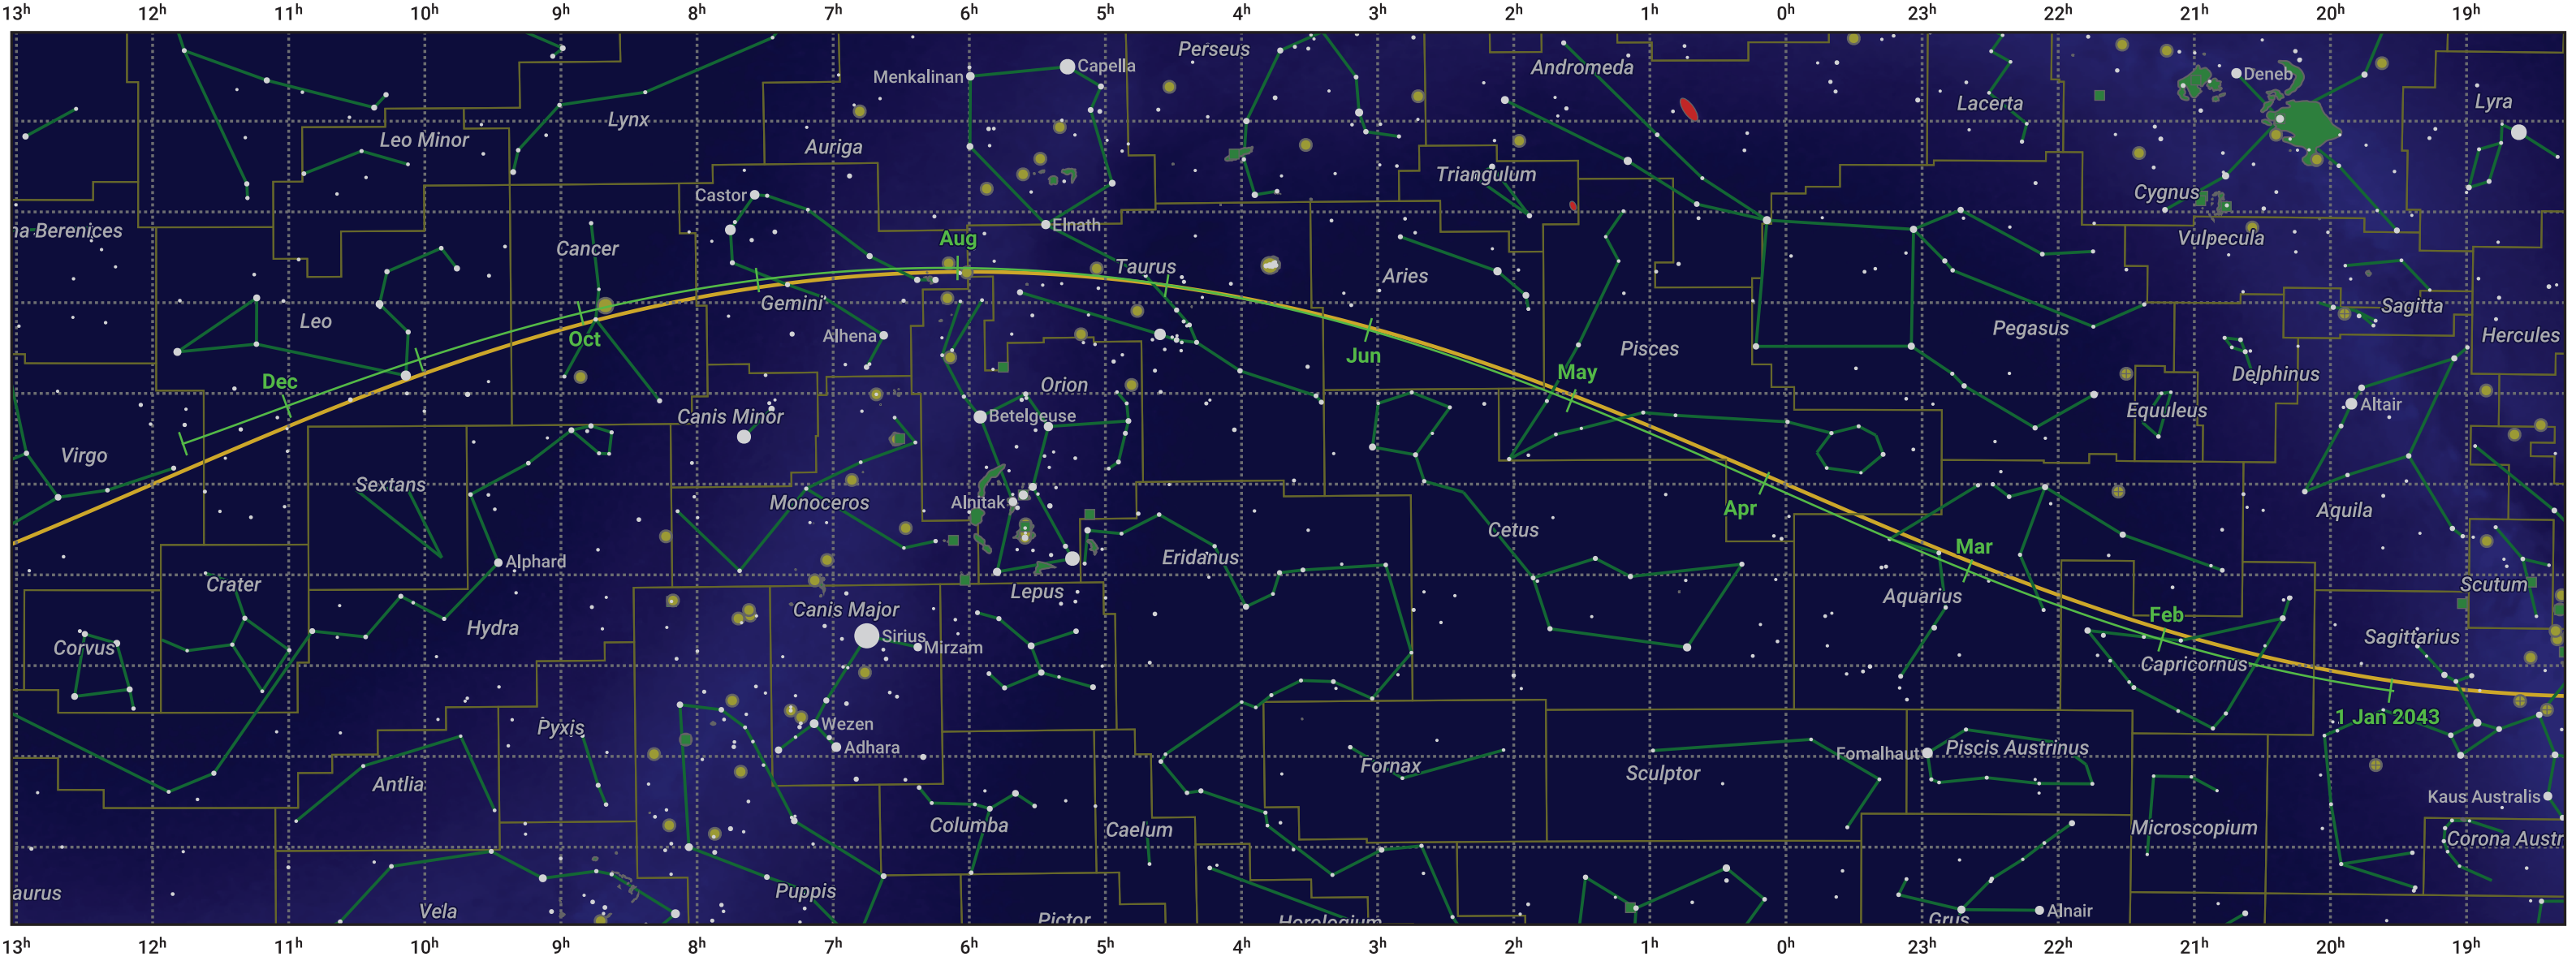 13h 12h 11h 10h 9h 8h 7h 6h 5h 4h 3h 2h 1h 0h 23h 22h 21h 20h 19h
Perseus
Andromeda
Menkalinan
Capella
Deneb
Lynx
Leo Minor
Auriga
Lacerta
Lyra
Triangulum
Castor
Cygnus
na Berenices
Elnath
Vulpecula
Cancer
Aug
Taurus
Aries
Gemini
Leo
Sagitta
Oct
Alhena
Jun
Pisces
Pegasus
Hercules
Dec
Orion
May
Delphinus
Canis Minor
Betelgeuse
Equuleus
Altair
Virgo
Sextans
Monoceros
Alnitak
Apr
Aquila
Cetus
Mar
Alphard
Eridanus
Crater
Lepus
Aquarius
Scutum
Canis Major
Feb
Hydra
Sirius
Mirzam
Corvus
Sagittarius
Capricornus
Pyxis
Wezen
Adhara
1 Jan 2043
Fomalhaut
Piscis Austrinus
Fornax
Sculptor
Antlia
Kaus Australis
Columba
Caelum
Microscopium
Corona Austr
aurus
Puppis
Vela
Pictor
Horologium
Grus
Alnair
13h 12h 11h 10h 9h 8h 7h 6h 5h 4h 3h 2h 1h 0h 23h 22h 21h 20h 19h